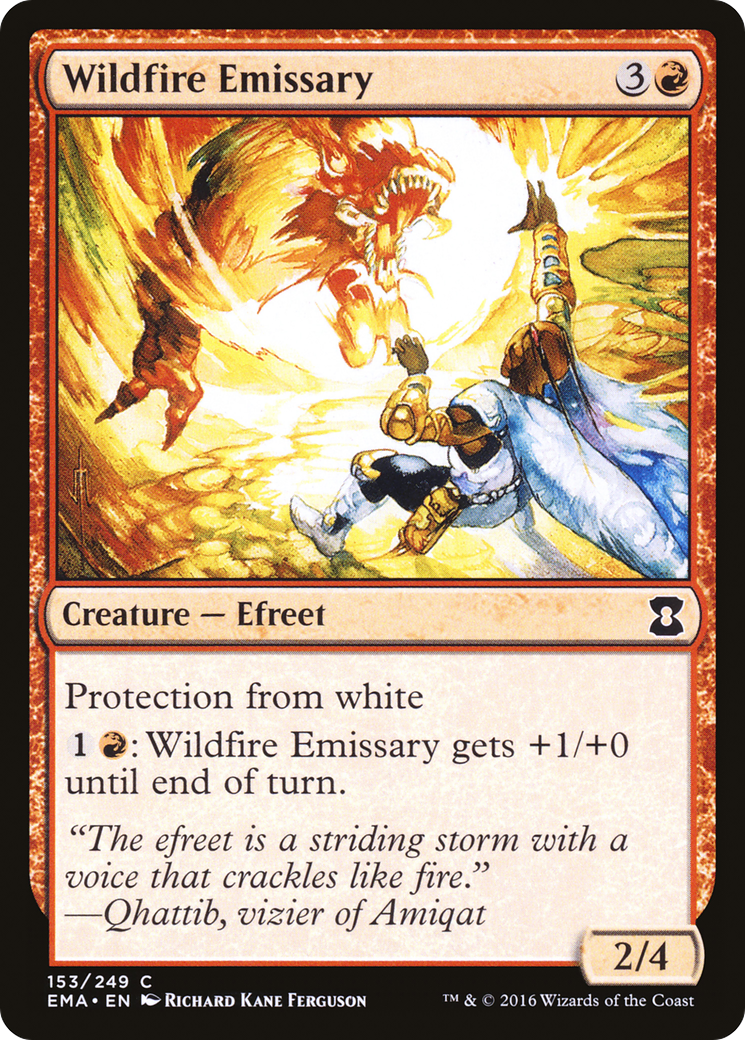 Wildfire Emissary 3
Creature — Efreet
Protection from white
1 : Wildfire Emissary gets +1/+0
until end of turn.
“The efreet is a striding storm with a
voice that crackles like fire.”
—Qhattib, vizier of Amiqat
2/4
153/249 C
EMA • EN Richard Kane Ferguson
™ & © 2016 Wizards of the Coast